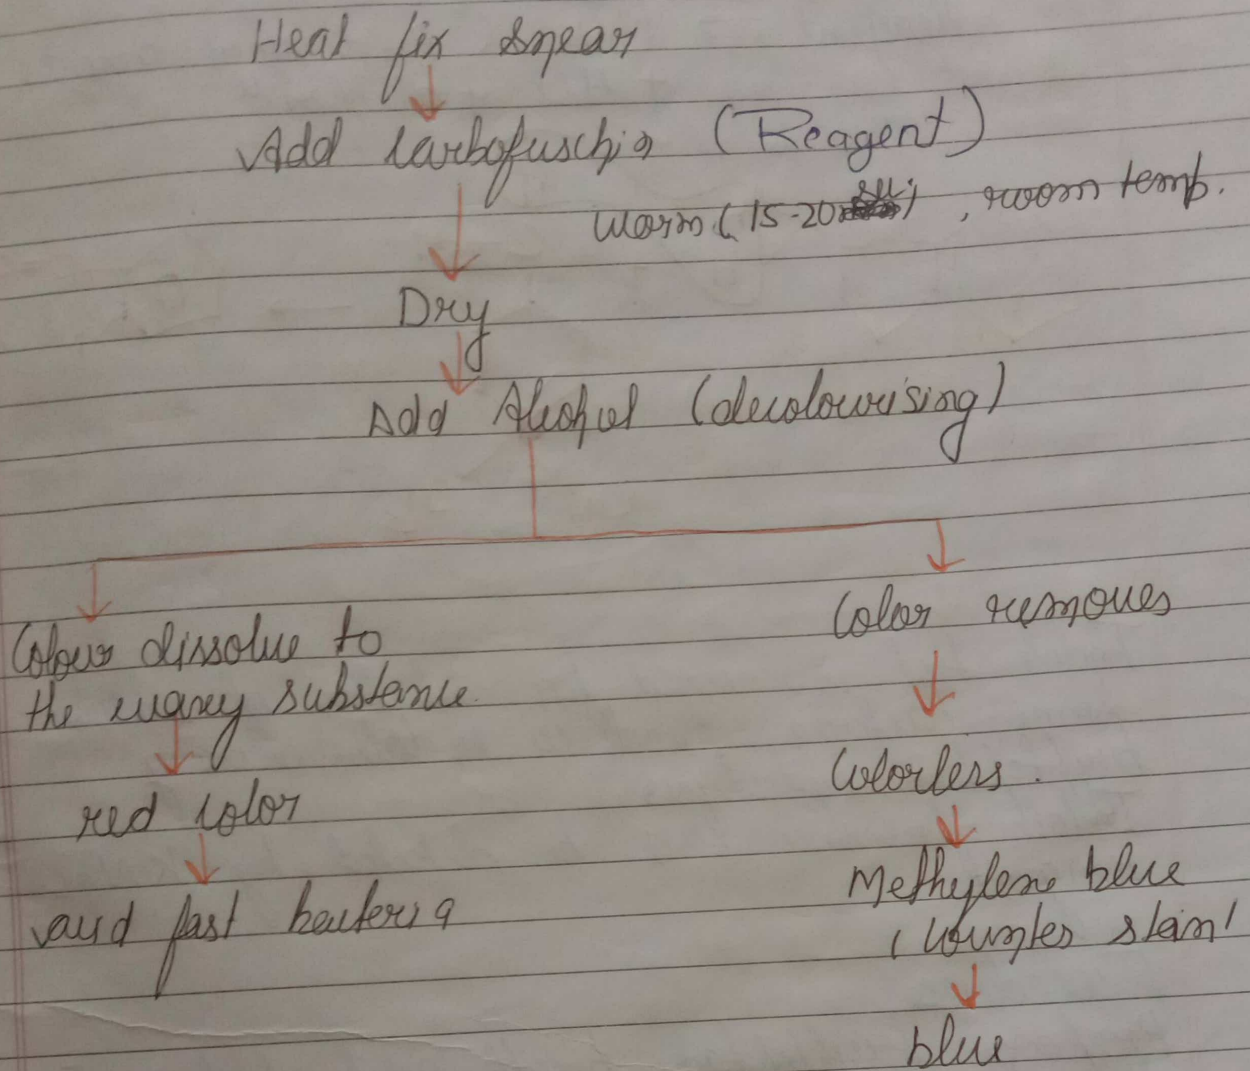 Heat fix smear
Add Carbofuschin (Reagent)
warm (15-20 ), room temp.
Dry
Add Alcohol (decolourising)
Colour dissolve to
the waxy substance.
red color
acid fast bacteria
Color removes
Colorless.
Methylene blue
(Counter stain)
blue